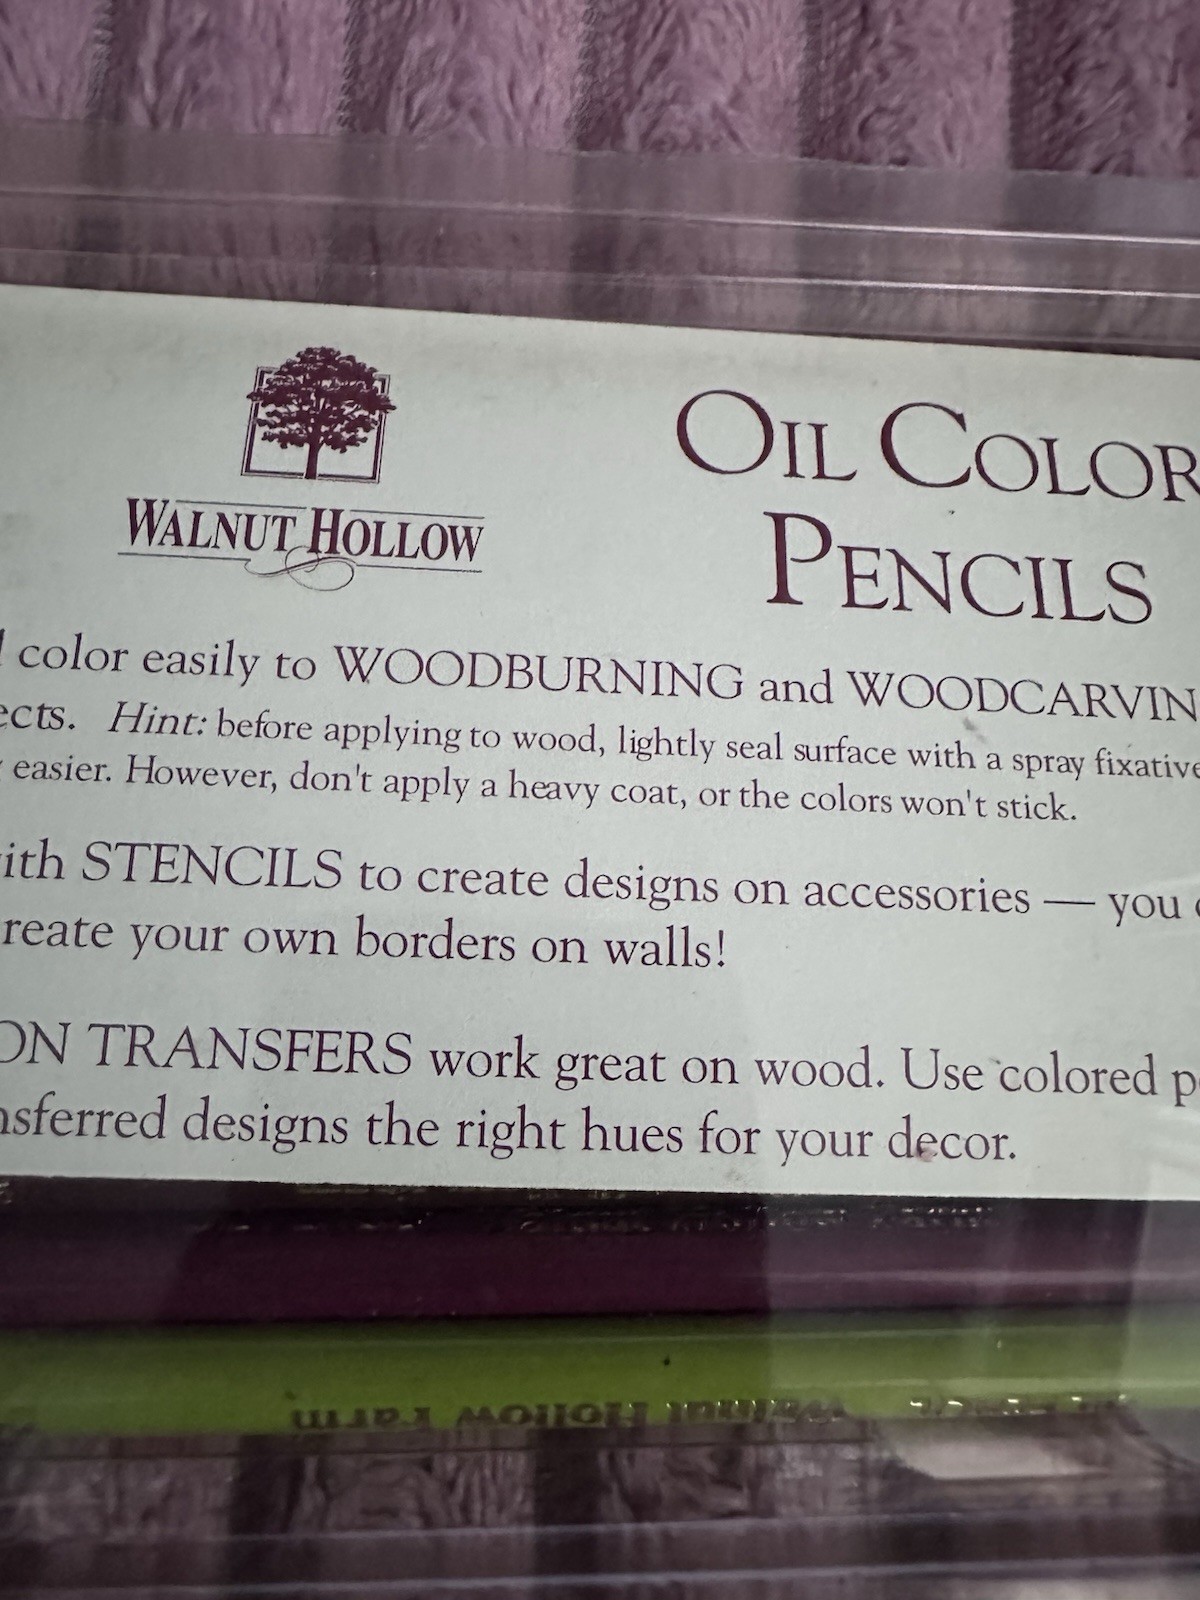 WALNUT HOLLOW
OIL COLOR
PENCILS
color easily to WOODBURNING and WOODCARVIN
ects. Hint: before applying to wood, lightly seal surface with a spray fixative
easier. However, don't apply a heavy coat, or the colors won't stick.
ith STENCILS to create designs on accessories — you
reate your own borders on walls!
ON TRANSFERS work great on wood. Use colored p
nsferred designs the right hues for your decor.
Walnut Hollow Farm